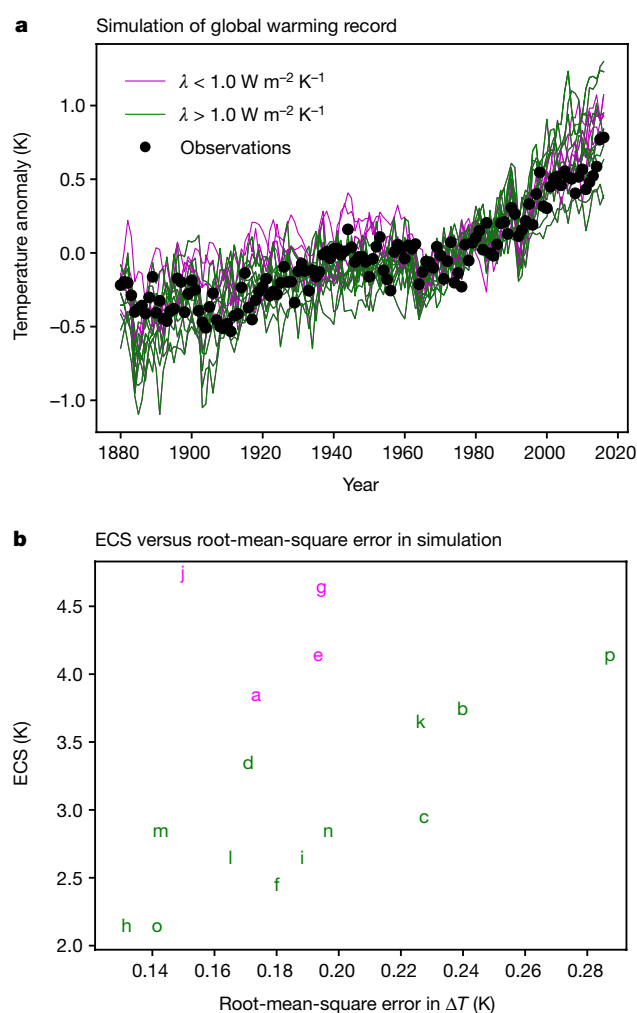 a Simulation of global warming record
λ < 1.0 W m⁻² K⁻¹
λ > 1.0 W m⁻² K⁻¹
Observations
Temperature anomaly (K)
1.0
0.5
0.0
−0.5
−1.0
1880 1900 1920 1940 1960 1980 2000 2020
Year
b ECS versus root-mean-square error in simulation
ECS (K)
4.5
4.0
3.5
3.0
2.5
2.0
j
g
e
p
a
b
k
d
c
m
n
l
i
f
h
o
0.14 0.16 0.18 0.20 0.22 0.24 0.26 0.28
Root-mean-square error in ΔT (K)